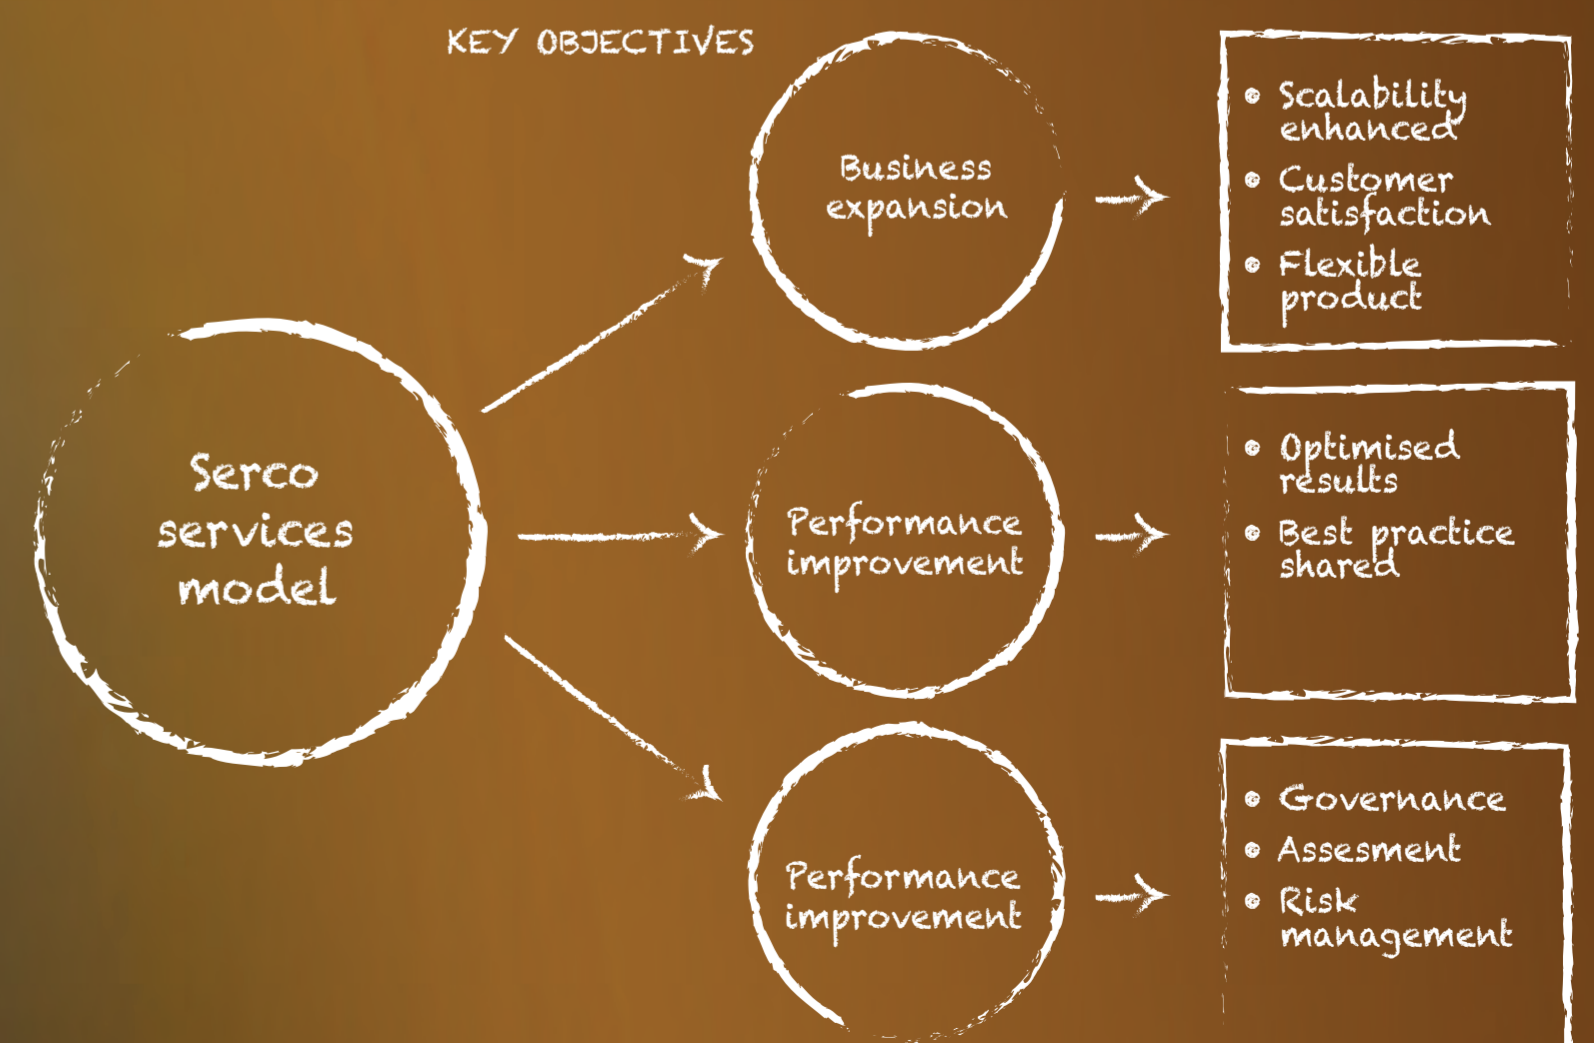 KEY OBJECTIVES
Serco
services
model
Business
expansion
Scalability
enhanced
Customer
satisfaction
Flexible
product
Performance
improvement
Optimised
results
Best practice
shared
Performance
improvement
Governance
Assesment
Risk
management